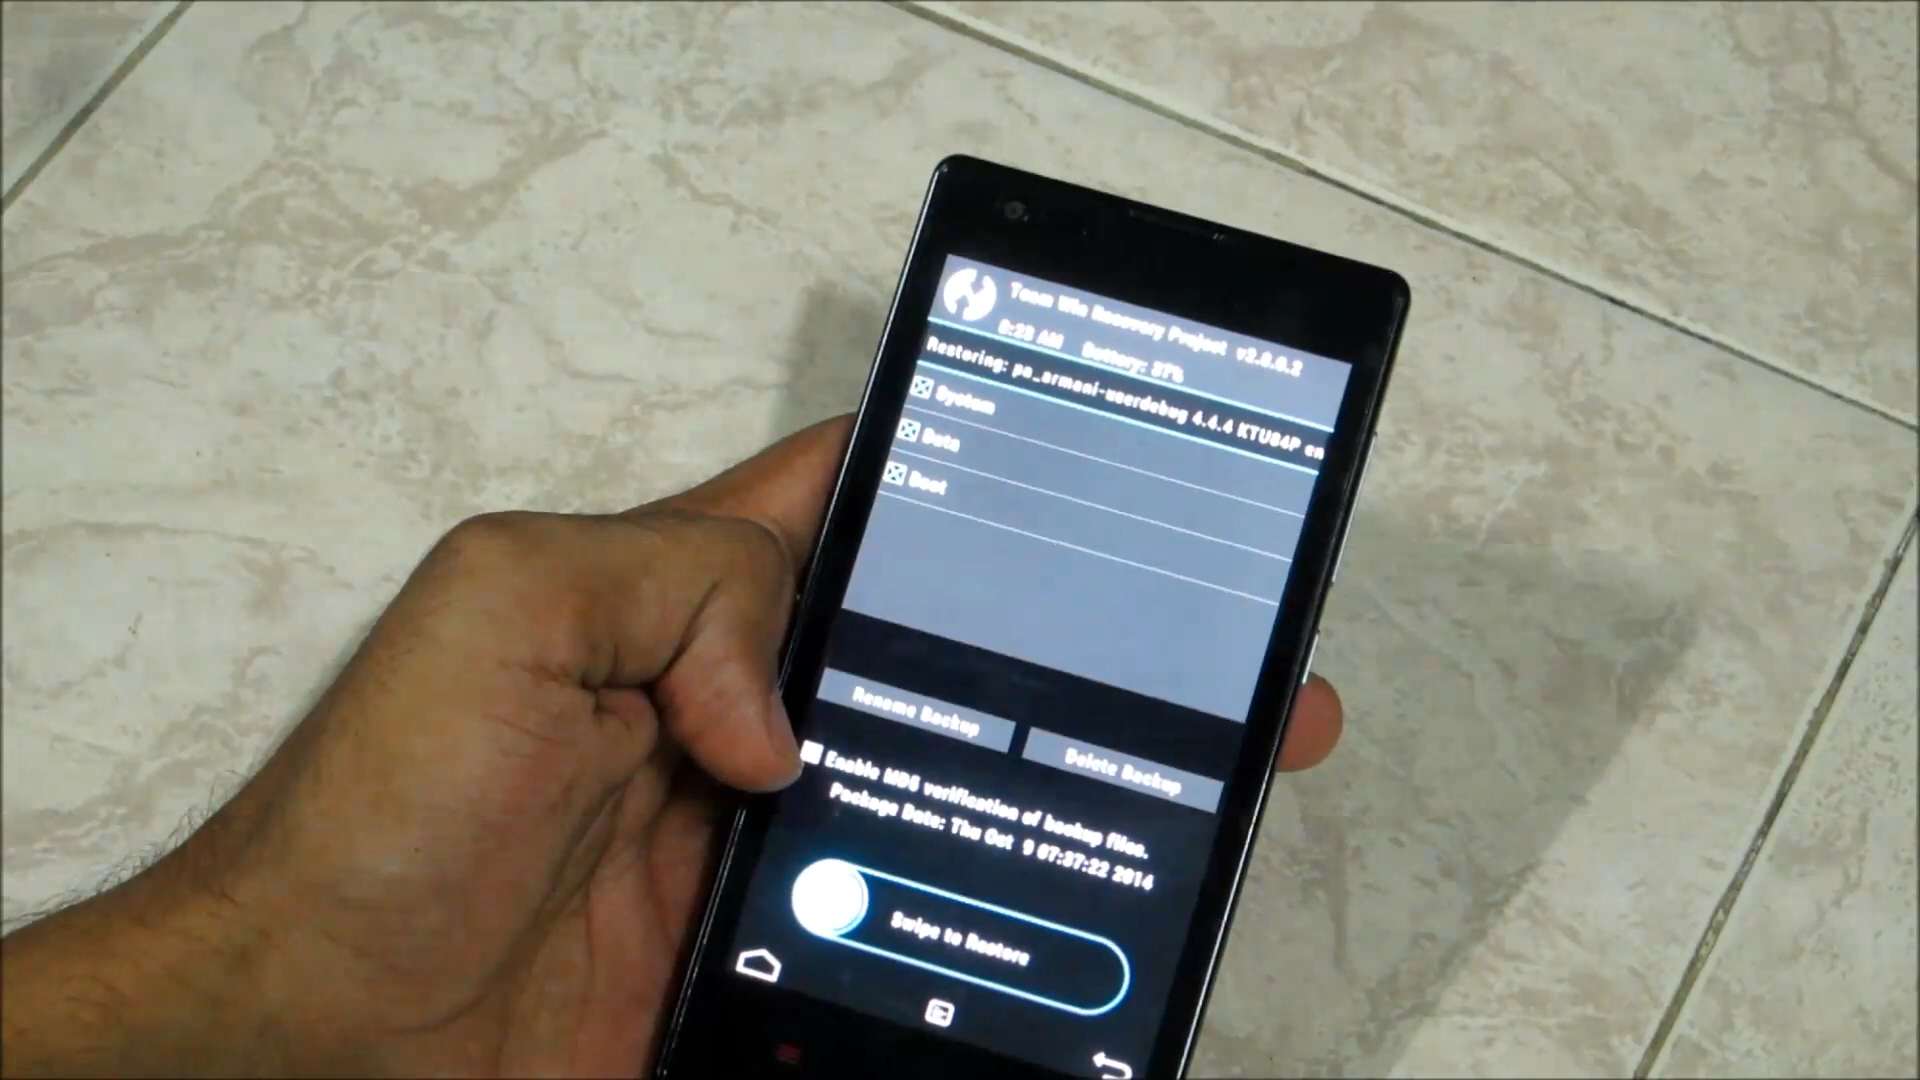 Team Win Recovery Project v2.8.0.2
8:23 AM Battery: 37%
Restoring: pa_armani-userdebug 4.4.4 KTU84P en
System
Data
Boot
Rename Backup
Delete Backup
Enable MD5 verification of backup files.
Package Date: Thu Oct 9 07:37:22 2014
Swipe to Restore